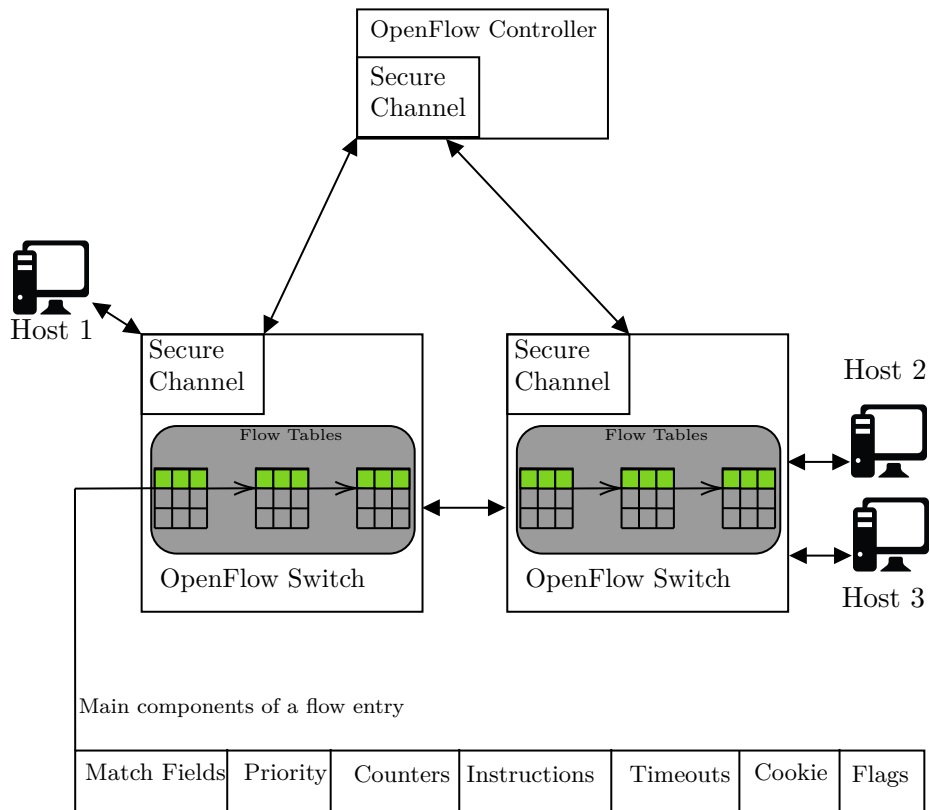 OpenFlow Controller
Secure
Channel
Host 1
Secure
Channel
Secure
Channel
Host 2
Flow Tables
Flow Tables
OpenFlow Switch
OpenFlow Switch
Host 3
Main components of a flow entry
Match Fields Priority Counters Instructions Timeouts Cookie Flags